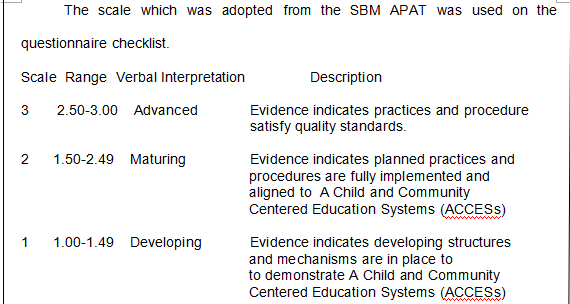 The scale which was adopted from the SBM APAT was used on the
questionnaire checklist.
Scale Range Verbal Interpretation Description
3 2.50-3.00 Advanced Evidence indicates practices and procedure
satisfy quality standards.
2 1.50-2.49 Maturing Evidence indicates planned practices and
procedures are fully implemented and
aligned to A Child and Community
Centered Education Systems (ACCESs)
1 1.00-1.49 Developing Evidence indicates developing structures
and mechanisms are in place to
to demonstrate A Child and Community
Centered Education Systems (ACCESs)